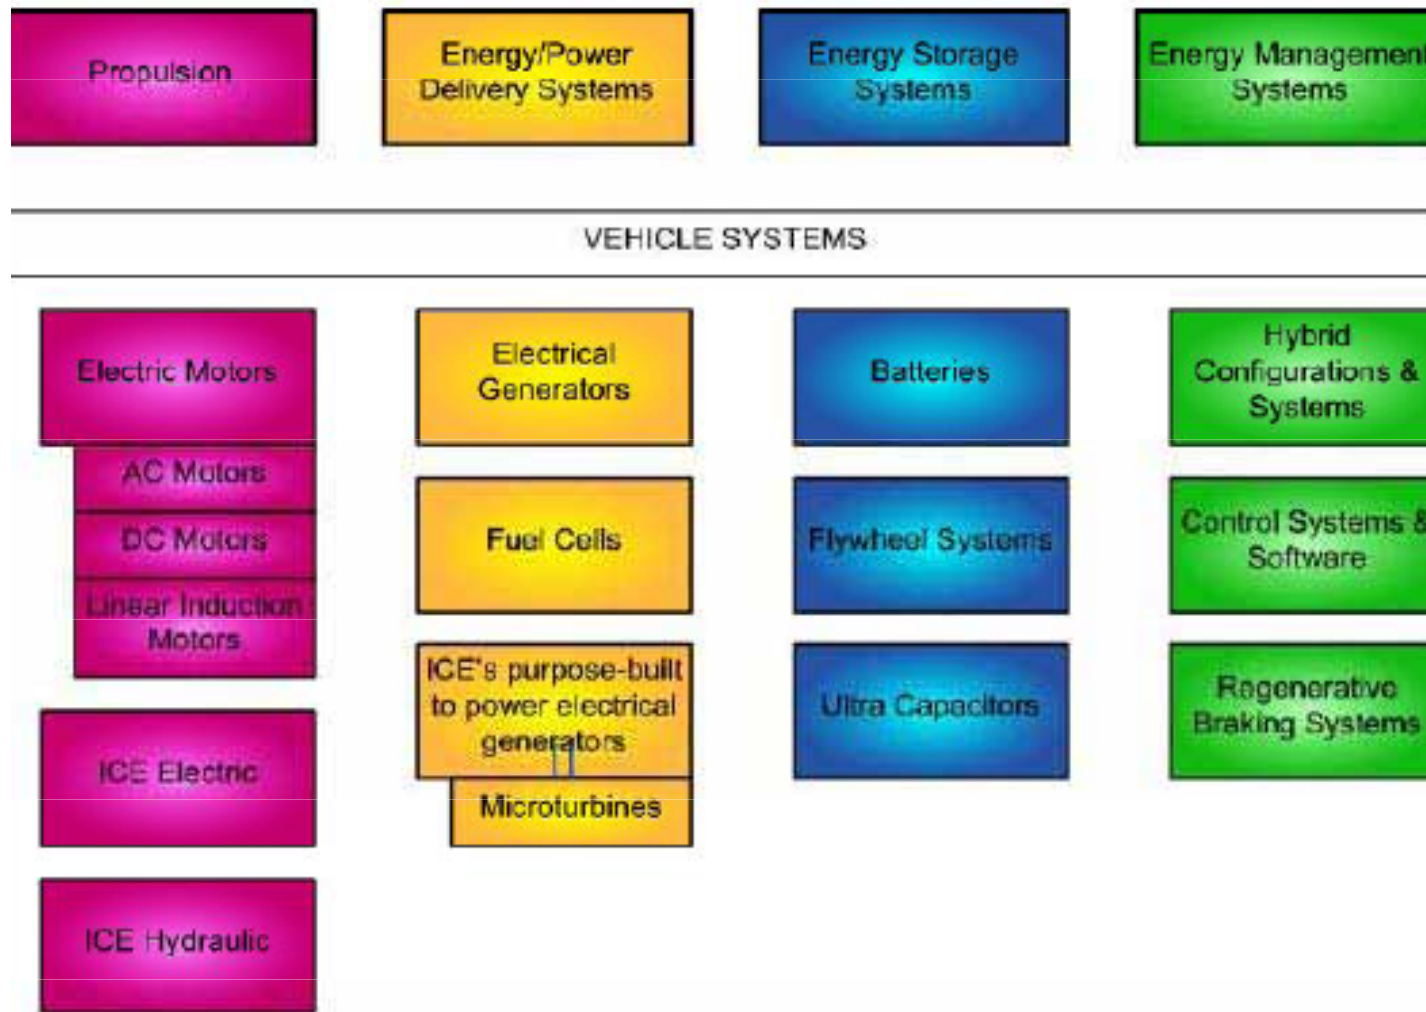 Propulsion
Energy/Power
Delivery Systems
Energy Storage
Systems
Energy Management
Systems
VEHICLE SYSTEMS
Electric Motors
AC Motors
DC Motors
Linear Induction
Motors
ICE Electric
ICE Hydraulic
Electrical
Generators
Fuel Cells
ICE's purpose-built
to power electrical
generators
Microturbines
Batteries
Flywheel Systems
Ultra Capacitors
Hybrid
Configurations &
Systems
Control Systems &
Software
Regenerative
Braking Systems